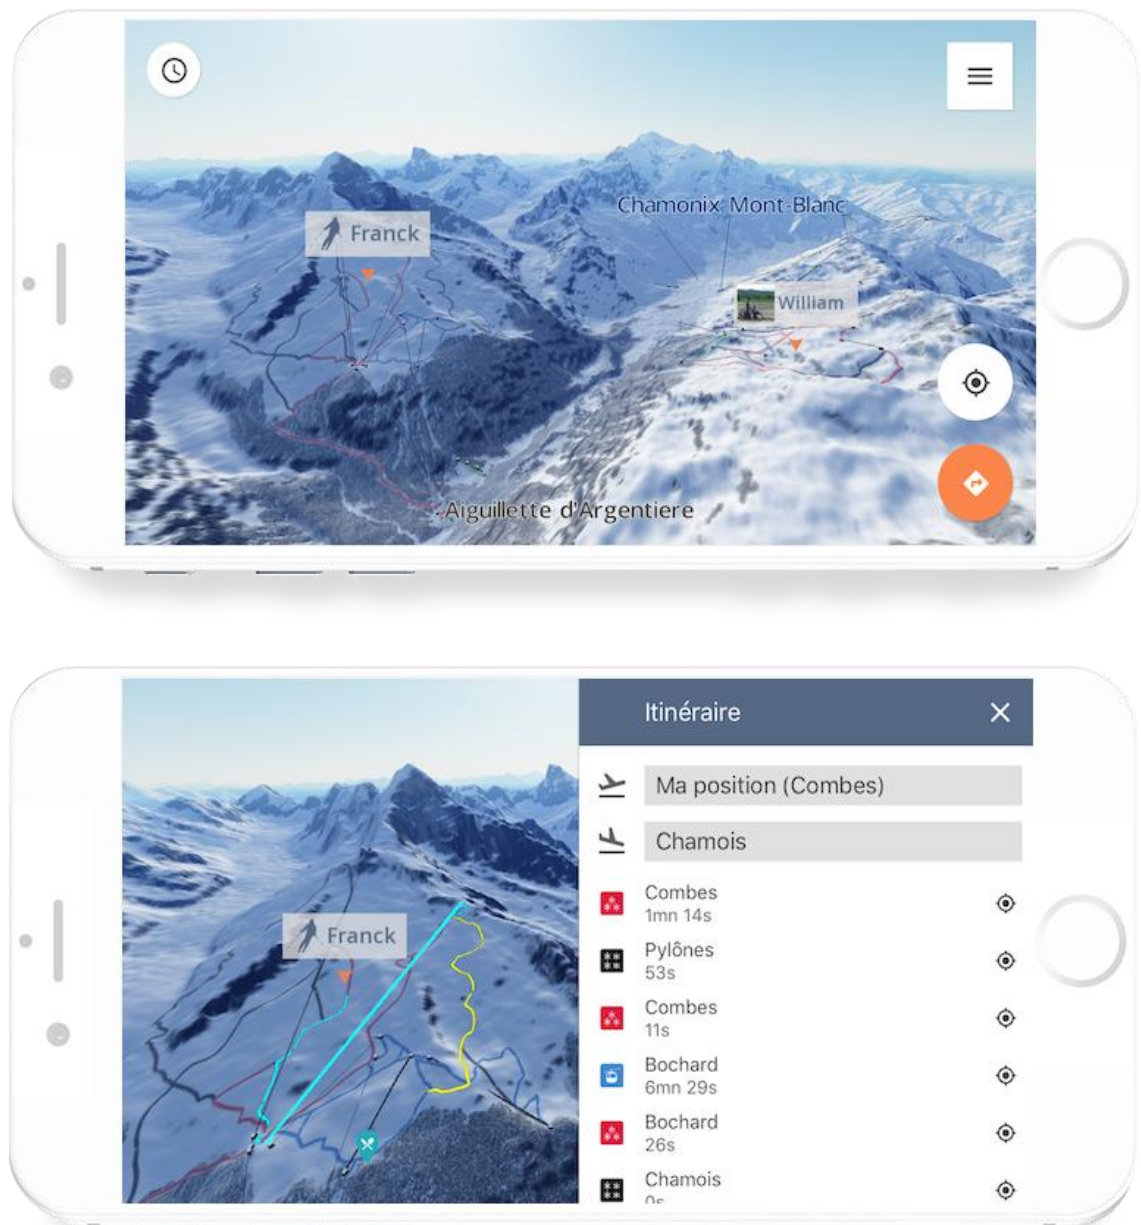 Chamonix Mont-Blanc
Franck
William
Aiguillette d'Argentiere
Itinéraire
Ma position (Combes)
Chamois
Combes
1mn 14s
Franck
Pylônes
53s
Combes
11s
Bochard
6mn 29s
Bochard
26s
Chamois
0s